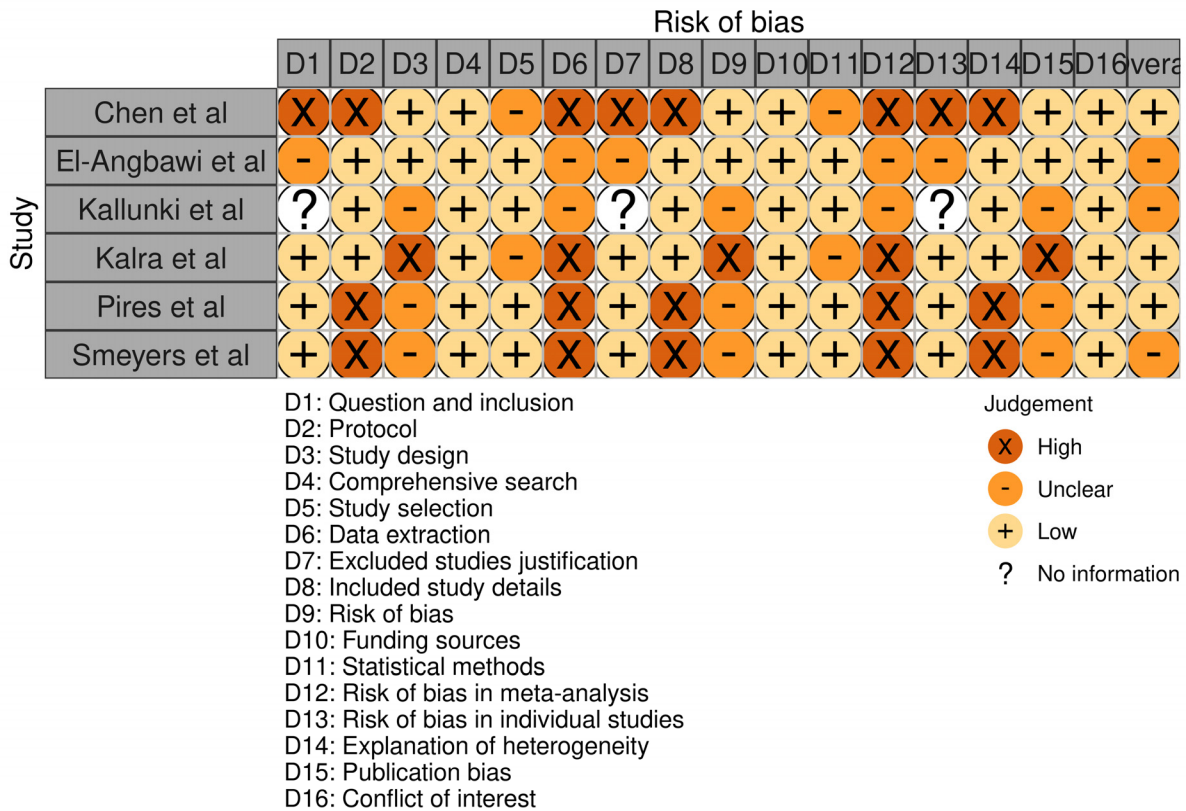 Risk of bias
D1 D2 D3 D4 D5 D6 D7 D8 D9 D10 D11 D12 D13 D14 D15 D16 vera
Study
Chen et al X X + + - X X X + + - X X X + + +
El-Angbawi et al - + + + + - - + + + + - - + + + -
Kallunki et al ? + - + + - ? + - + + - ? + - + -
Kalra et al + + X + - X + + X + - X + + X + +
Pires et al + X - + + X + X - + + X + X - + +
Smeyers et al + X - + + X + X - + + X + X - + -
D1: Question and inclusion
D2: Protocol
D3: Study design
D4: Comprehensive search
D5: Study selection
D6: Data extraction
D7: Excluded studies justification
D8: Included study details
D9: Risk of bias
D10: Funding sources
D11: Statistical methods
D12: Risk of bias in meta-analysis
D13: Risk of bias in individual studies
D14: Explanation of heterogeneity
D15: Publication bias
D16: Conflict of interest
Judgement
X High
- Unclear
+ Low
? No information